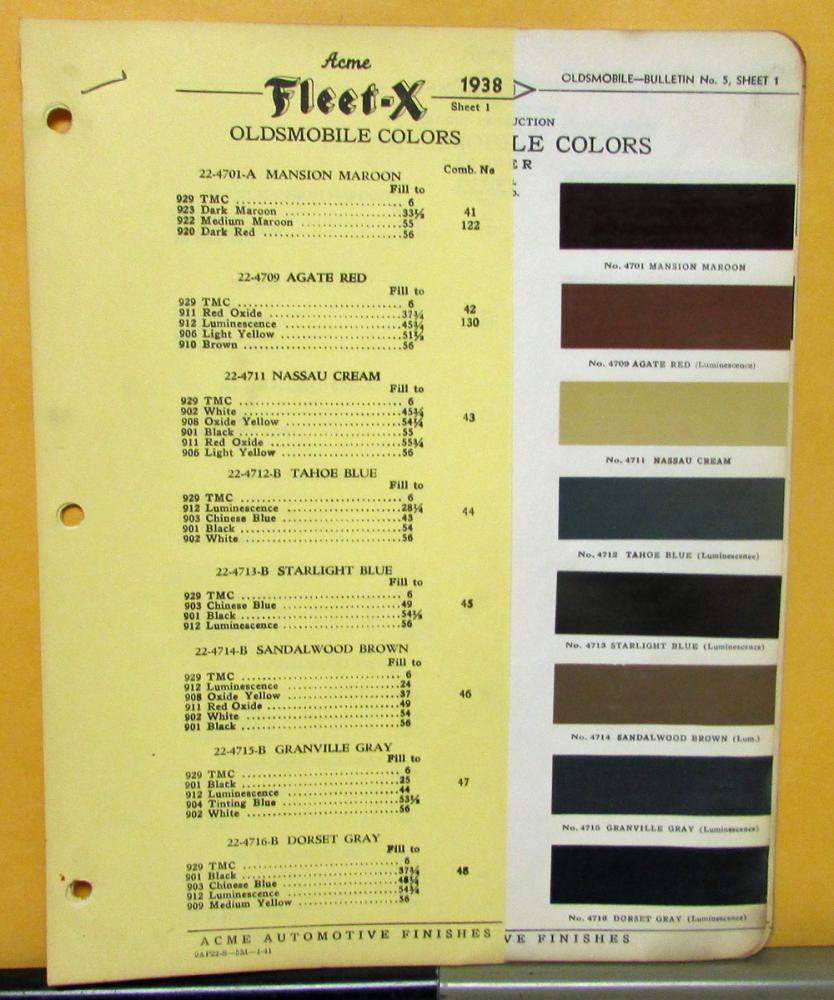 Acme
Fleet-X
1938
Sheet 1
OLDSMOBILE COLORS
22-4701-A MANSION MAROON Comb. No
Fill to
929 TMC 6
923 Dark Maroon 33½ 41
922 Medium Maroon 55 122
920 Dark Red 56
22-4709 AGATE RED
Fill to
929 TMC 6
911 Red Oxide 37¾ 42
912 Luminescence 45¾ 130
906 Light Yellow 51½
910 Brown 56
22-4711 NASSAU CREAM
Fill to
929 TMC 6
902 White 45¾ 43
908 Oxide Yellow 54¼
901 Black 55
911 Red Oxide 55¾
906 Light Yellow 56
22-4712-B TAHOE BLUE
Fill to
929 TMC 6
912 Luminescence 28¼ 44
903 Chinese Blue 43
901 Black 54
902 White 56
22-4713-B STARLIGHT BLUE
Fill to
929 TMC 6
903 Chinese Blue 49 45
901 Black 54½
912 Luminescence 56
22-4714-B SANDALWOOD BROWN
Fill to
929 TMC 6
912 Luminescence 24
908 Oxide Yellow 37 46
911 Red Oxide 49
902 White 54
901 Black 56
22-4715-B GRANVILLE GRAY
Fill to
929 TMC 6
901 Black 25 47
912 Luminescence 44
904 Tinting Blue 53½
902 White 56
22-4716-B DORSET GRAY
Fill to
929 TMC 6
901 Black 37¾ 48
903 Chinese Blue 48¼
912 Luminescence 54¾
909 Medium Yellow 56
ACME AUTOMOTIVE FINISHES
OLDSMOBILE—BULLETIN No. 5, SHEET 1
UCTION
LE COLORS
ER
No. 4701 MANSION MAROON
No. 4709 AGATE RED (Luminescence)
No. 4711 NASSAU CREAM
No. 4712 TAHOE BLUE (Luminescence)
No. 4713 STARLIGHT BLUE (Luminescence)
No. 4714 SANDALWOOD BROWN (Lum.)
No. 4715 GRANVILLE GRAY (Luminescence)
No. 4716 DORSET GRAY (Luminescence)
VE FINISHES